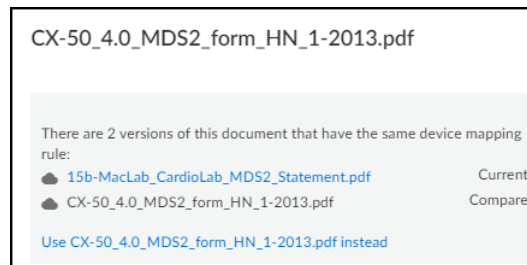 CX-50_4.0_MDS2_form_HN_1-2013.pdf
There are 2 versions of this document that have the same device mapping
rule:
15b-MacLab_CardioLab_MDS2_Statement.pdf Current
CX-50_4.0_MDS2_form_HN_1-2013.pdf Compare
Use CX-50_4.0_MDS2_form_HN_1-2013.pdf instead